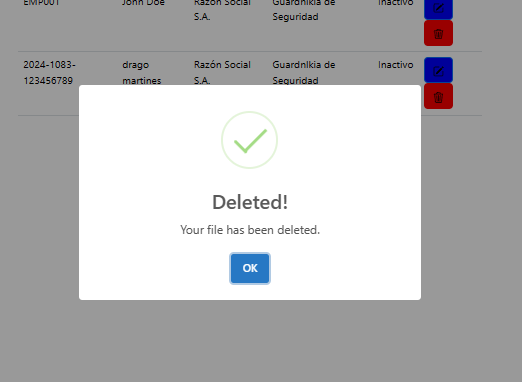 EMP001 John Doe Razón Social Guardnikia de Inactivo
S.A. Seguridad
2024-1083- drago Razón Social Guardnikia de Inactivo
123456789 martines S.A. Seguridad
Deleted!
Your file has been deleted.
OK